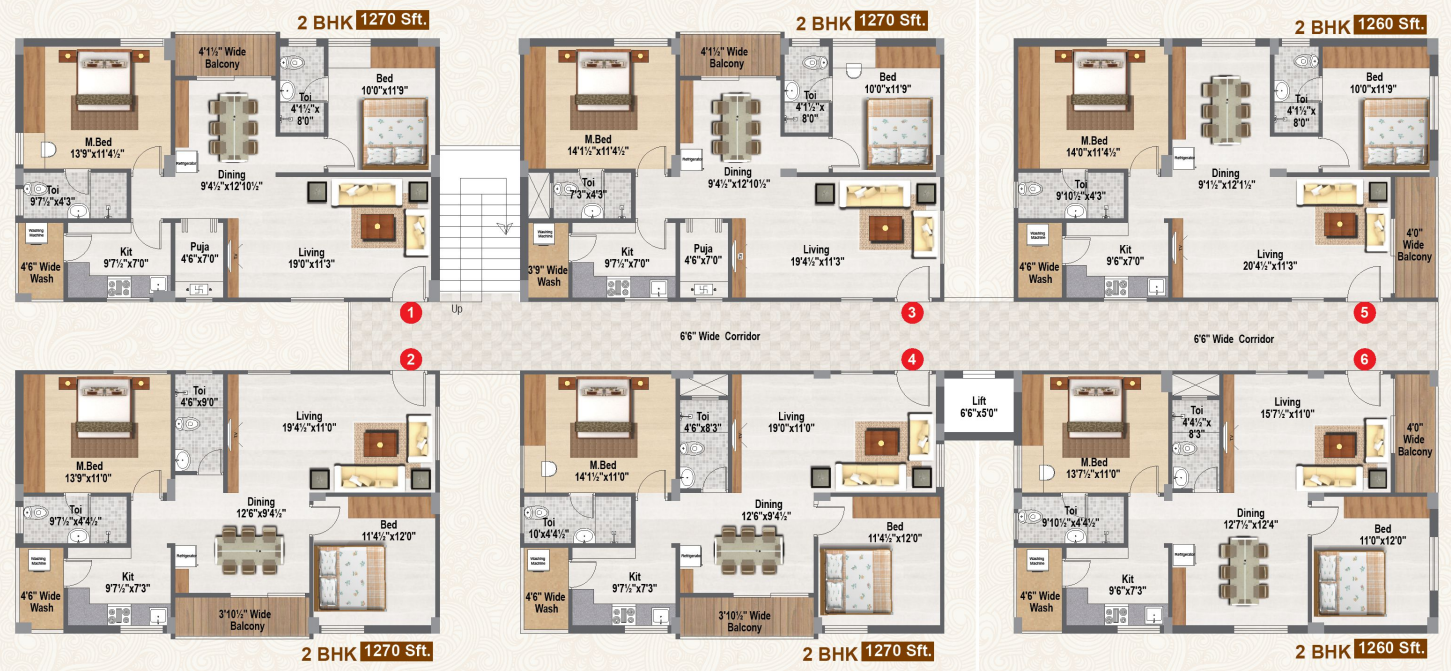 2 BHK 1270 Sft.
4'1½" Wide
Balcony
Toi
4'1½"x
8'0"
Bed
10'0"x11'9"
M.Bed
13'9"x11'4½"
Refrigerator
Dining
9'4½"x12'10½"
Toi
9'7½"x4'3"
Washing
Machine
4'6" Wide
Wash
Kit
9'7½"x7'0"
Puja
4'6"x7'0"
Living
19'0"x11'3"
1
Up
2 BHK 1270 Sft.
4'1½" Wide
Balcony
Toi
4'1½"x
8'0"
Bed
10'0"x11'9"
M.Bed
14'1½"x11'4½"
Refrigerator
Dining
9'4½"x12'10½"
Toi
7'3"x4'3"
Washing
Machine
3'9" Wide
Wash
Kit
9'7½"x7'0"
Puja
4'6"x7'0"
Living
19'4½"x11'3"
3
2 BHK 1260 Sft.
Toi
4'1½"x
8'0"
Bed
10'0"x11'9"
M.Bed
14'0"x11'4½"
Refrigerator
Dining
9'1½"x12'1½"
Toi
9'10½"x4'3"
Washing
Machine
4'6" Wide
Wash
Kit
9'6"x7'0"
Living
20'4½"x11'3"
4'0"
Wide
Balcony
5
6'6" Wide Corridor
6'6" Wide Corridor
2
Toi
4'6"x9'0"
Living
19'4½"x11'0"
M.Bed
13'9"x11'0"
Toi
9'7½"x4'4½"
Dining
12'6"x9'4½"
Bed
11'4½"x12'0"
Refrigerator
Washing
Machine
4'6" Wide
Wash
Kit
9'7½"x7'3"
3'10½" Wide
Balcony
2 BHK 1270 Sft.
4
Toi
4'6"x8'3"
Living
19'0"x11'0"
M.Bed
14'1½"x11'0"
Toi
10'x4'4½"
Dining
12'6"x9'4½"
Bed
11'4½"x12'0"
Refrigerator
Washing
Machine
4'6" Wide
Wash
Kit
9'7½"x7'3"
3'10½" Wide
Balcony
2 BHK 1270 Sft.
Lift
6'6"x5'0"
6
Toi
4'4½"x
8'3"
Living
15'7½"x11'0"
4'0"
Wide
Balcony
M.Bed
13'7½"x11'0"
Toi
9'10½"x4'4½"
Dining
12'7½"x12'4"
Bed
11'0"x12'0"
Refrigerator
Washing
Machine
4'6" Wide
Wash
Kit
9'6"x7'3"
2 BHK 1260 Sft.